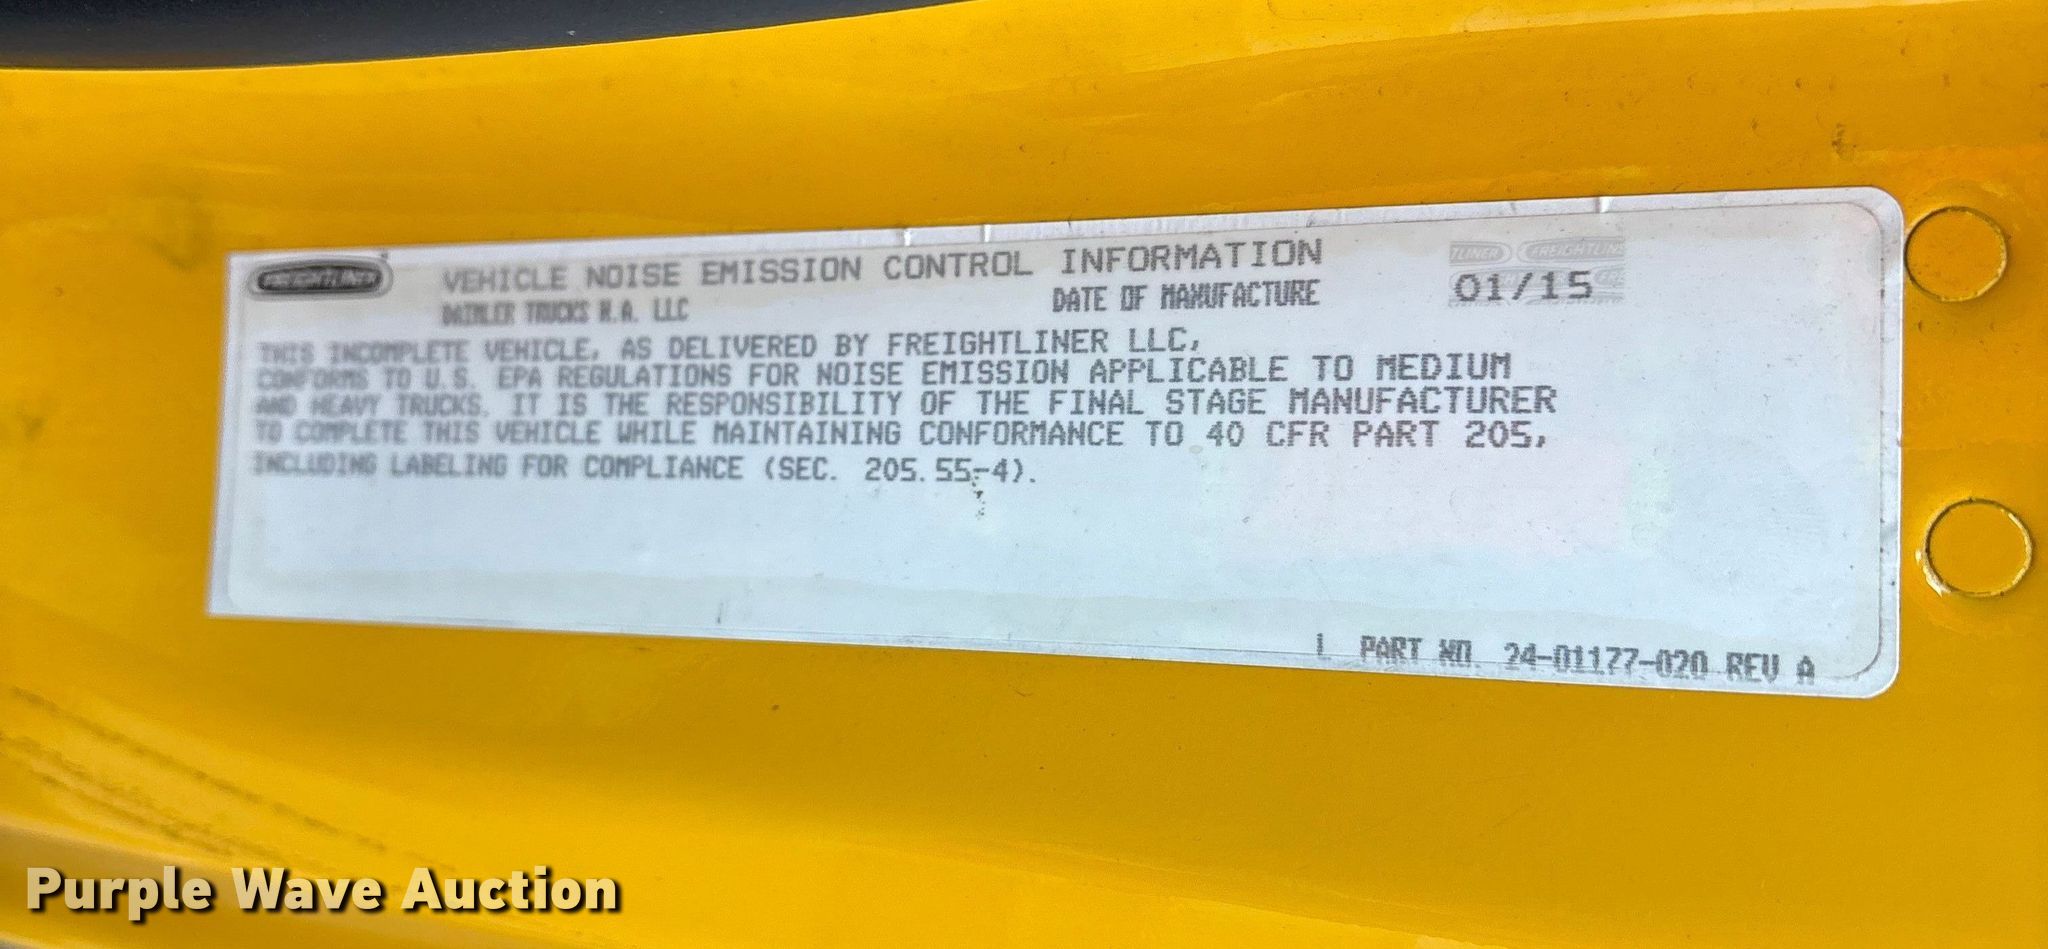 FREIGHTLINER
VEHICLE NOISE EMISSION CONTROL INFORMATION
TLINER FREIGHTLINE
DAIMLER TRUCKS N.A. LLC
DATE OF MANUFACTURE
01/15
THIS INCOMPLETE VEHICLE, AS DELIVERED BY FREIGHTLINER LLC,
CONFORMS TO U.S. EPA REGULATIONS FOR NOISE EMISSION APPLICABLE TO MEDIUM
AND HEAVY TRUCKS. IT IS THE RESPONSIBILITY OF THE FINAL STAGE MANUFACTURER
TO COMPLETE THIS VEHICLE WHILE MAINTAINING CONFORMANCE TO 40 CFR PART 205,
INCLUDING LABELING FOR COMPLIANCE (SEC. 205.55-4).
PART NO. 24-01177-020 REV A
Purple Wave Auction